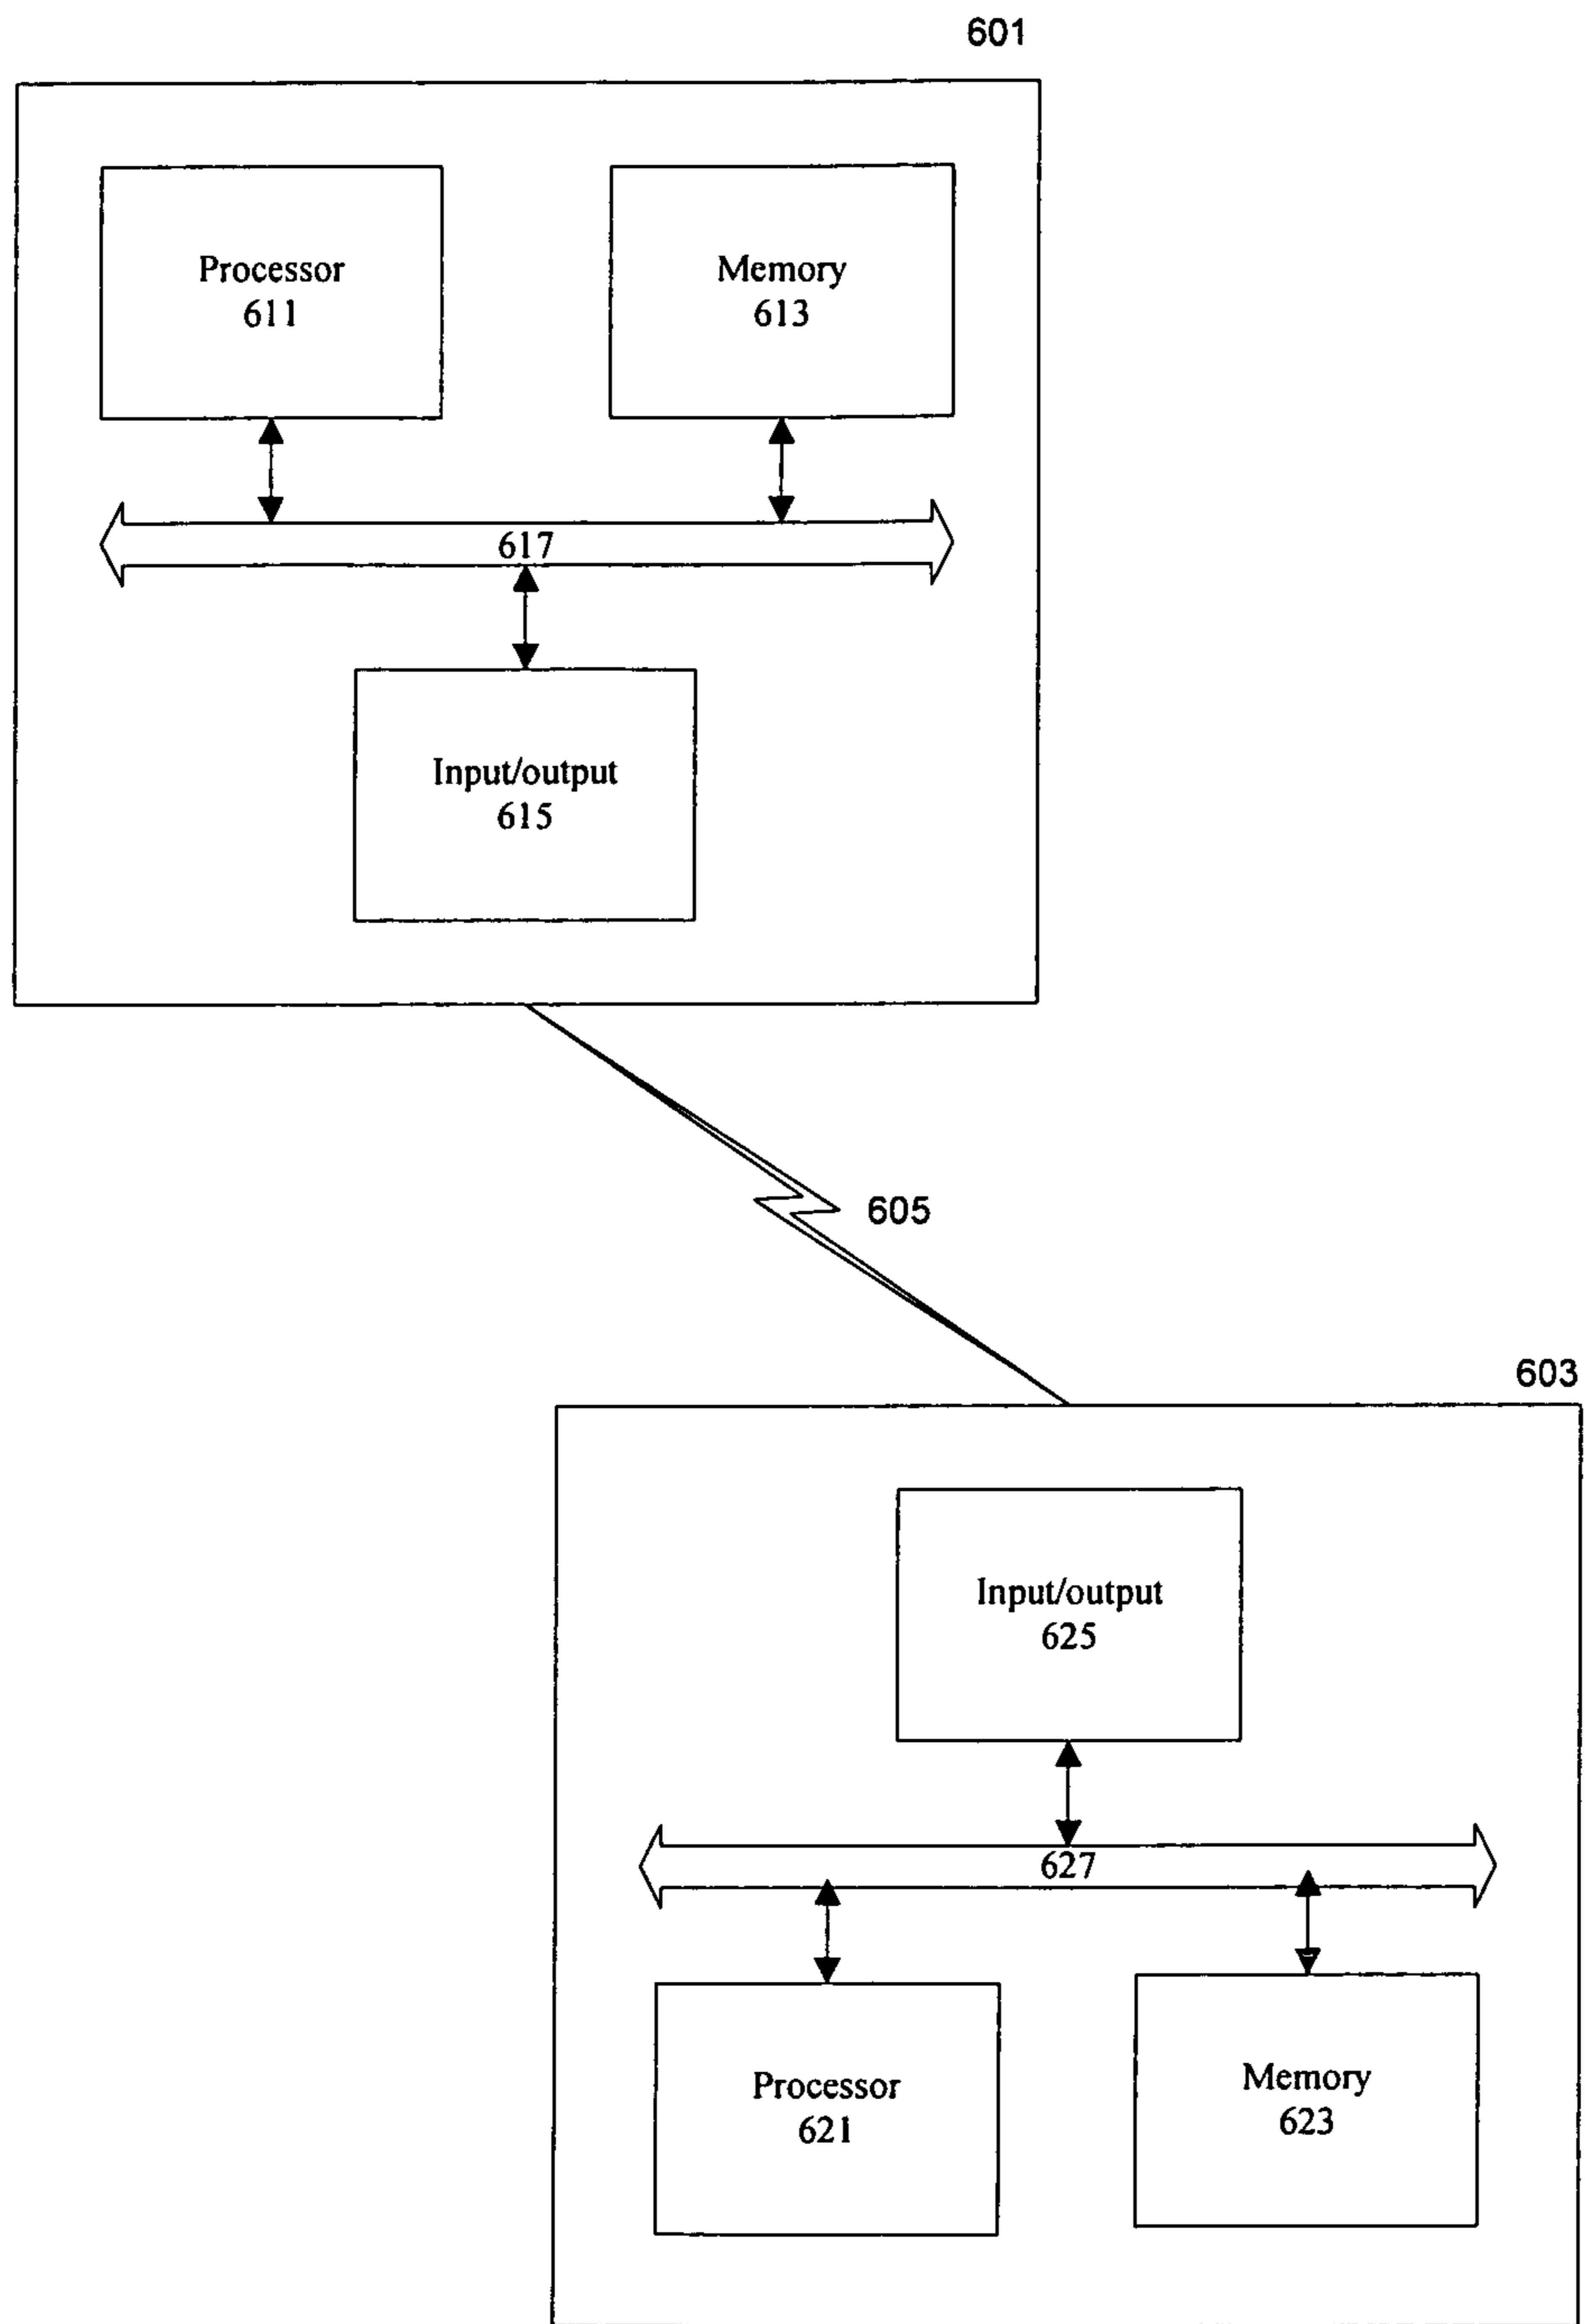 601
Processor
611
Memory
613
617
Input/output
615
605
603
Input/output
625
627
Processor
621
Memory
623